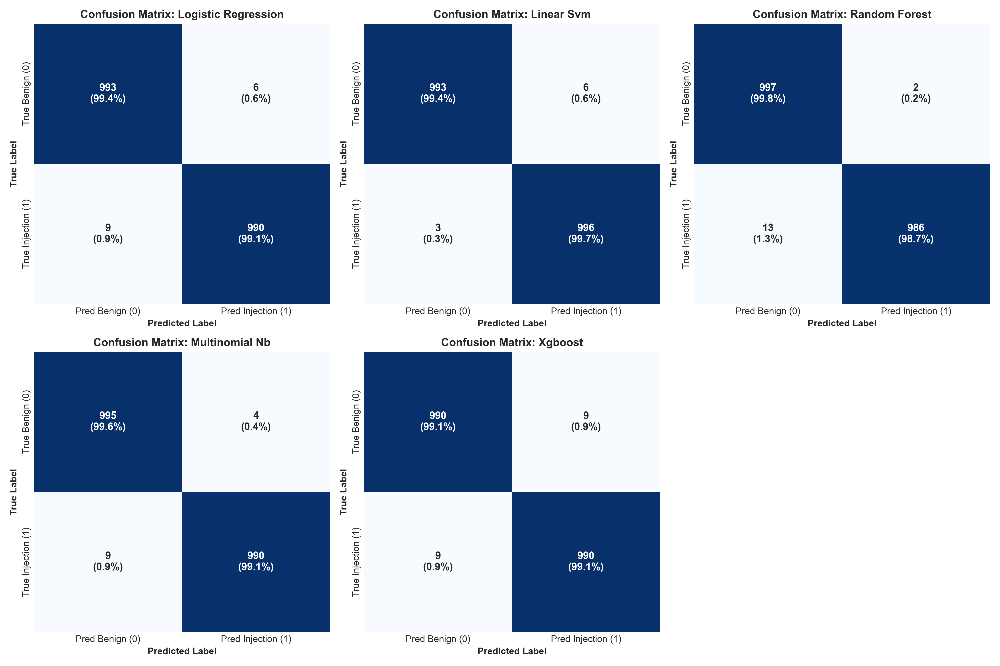 Confusion Matrix: Logistic Regression
True Label
True Benign (0)
993
(99.4%)
6
(0.6%)
True Injection (1)
9
(0.9%)
990
(99.1%)
Pred Benign (0)
Pred Injection (1)
Predicted Label
Confusion Matrix: Linear Svm
True Label
True Benign (0)
993
(99.4%)
6
(0.6%)
True Injection (1)
3
(0.3%)
996
(99.7%)
Pred Benign (0)
Pred Injection (1)
Predicted Label
Confusion Matrix: Random Forest
True Label
True Benign (0)
997
(99.8%)
2
(0.2%)
True Injection (1)
13
(1.3%)
986
(98.7%)
Pred Benign (0)
Pred Injection (1)
Predicted Label
Confusion Matrix: Multinomial Nb
True Label
True Benign (0)
995
(99.6%)
4
(0.4%)
True Injection (1)
9
(0.9%)
990
(99.1%)
Pred Benign (0)
Pred Injection (1)
Predicted Label
Confusion Matrix: Xgboost
True Label
True Benign (0)
990
(99.1%)
9
(0.9%)
True Injection (1)
9
(0.9%)
990
(99.1%)
Pred Benign (0)
Pred Injection (1)
Predicted Label